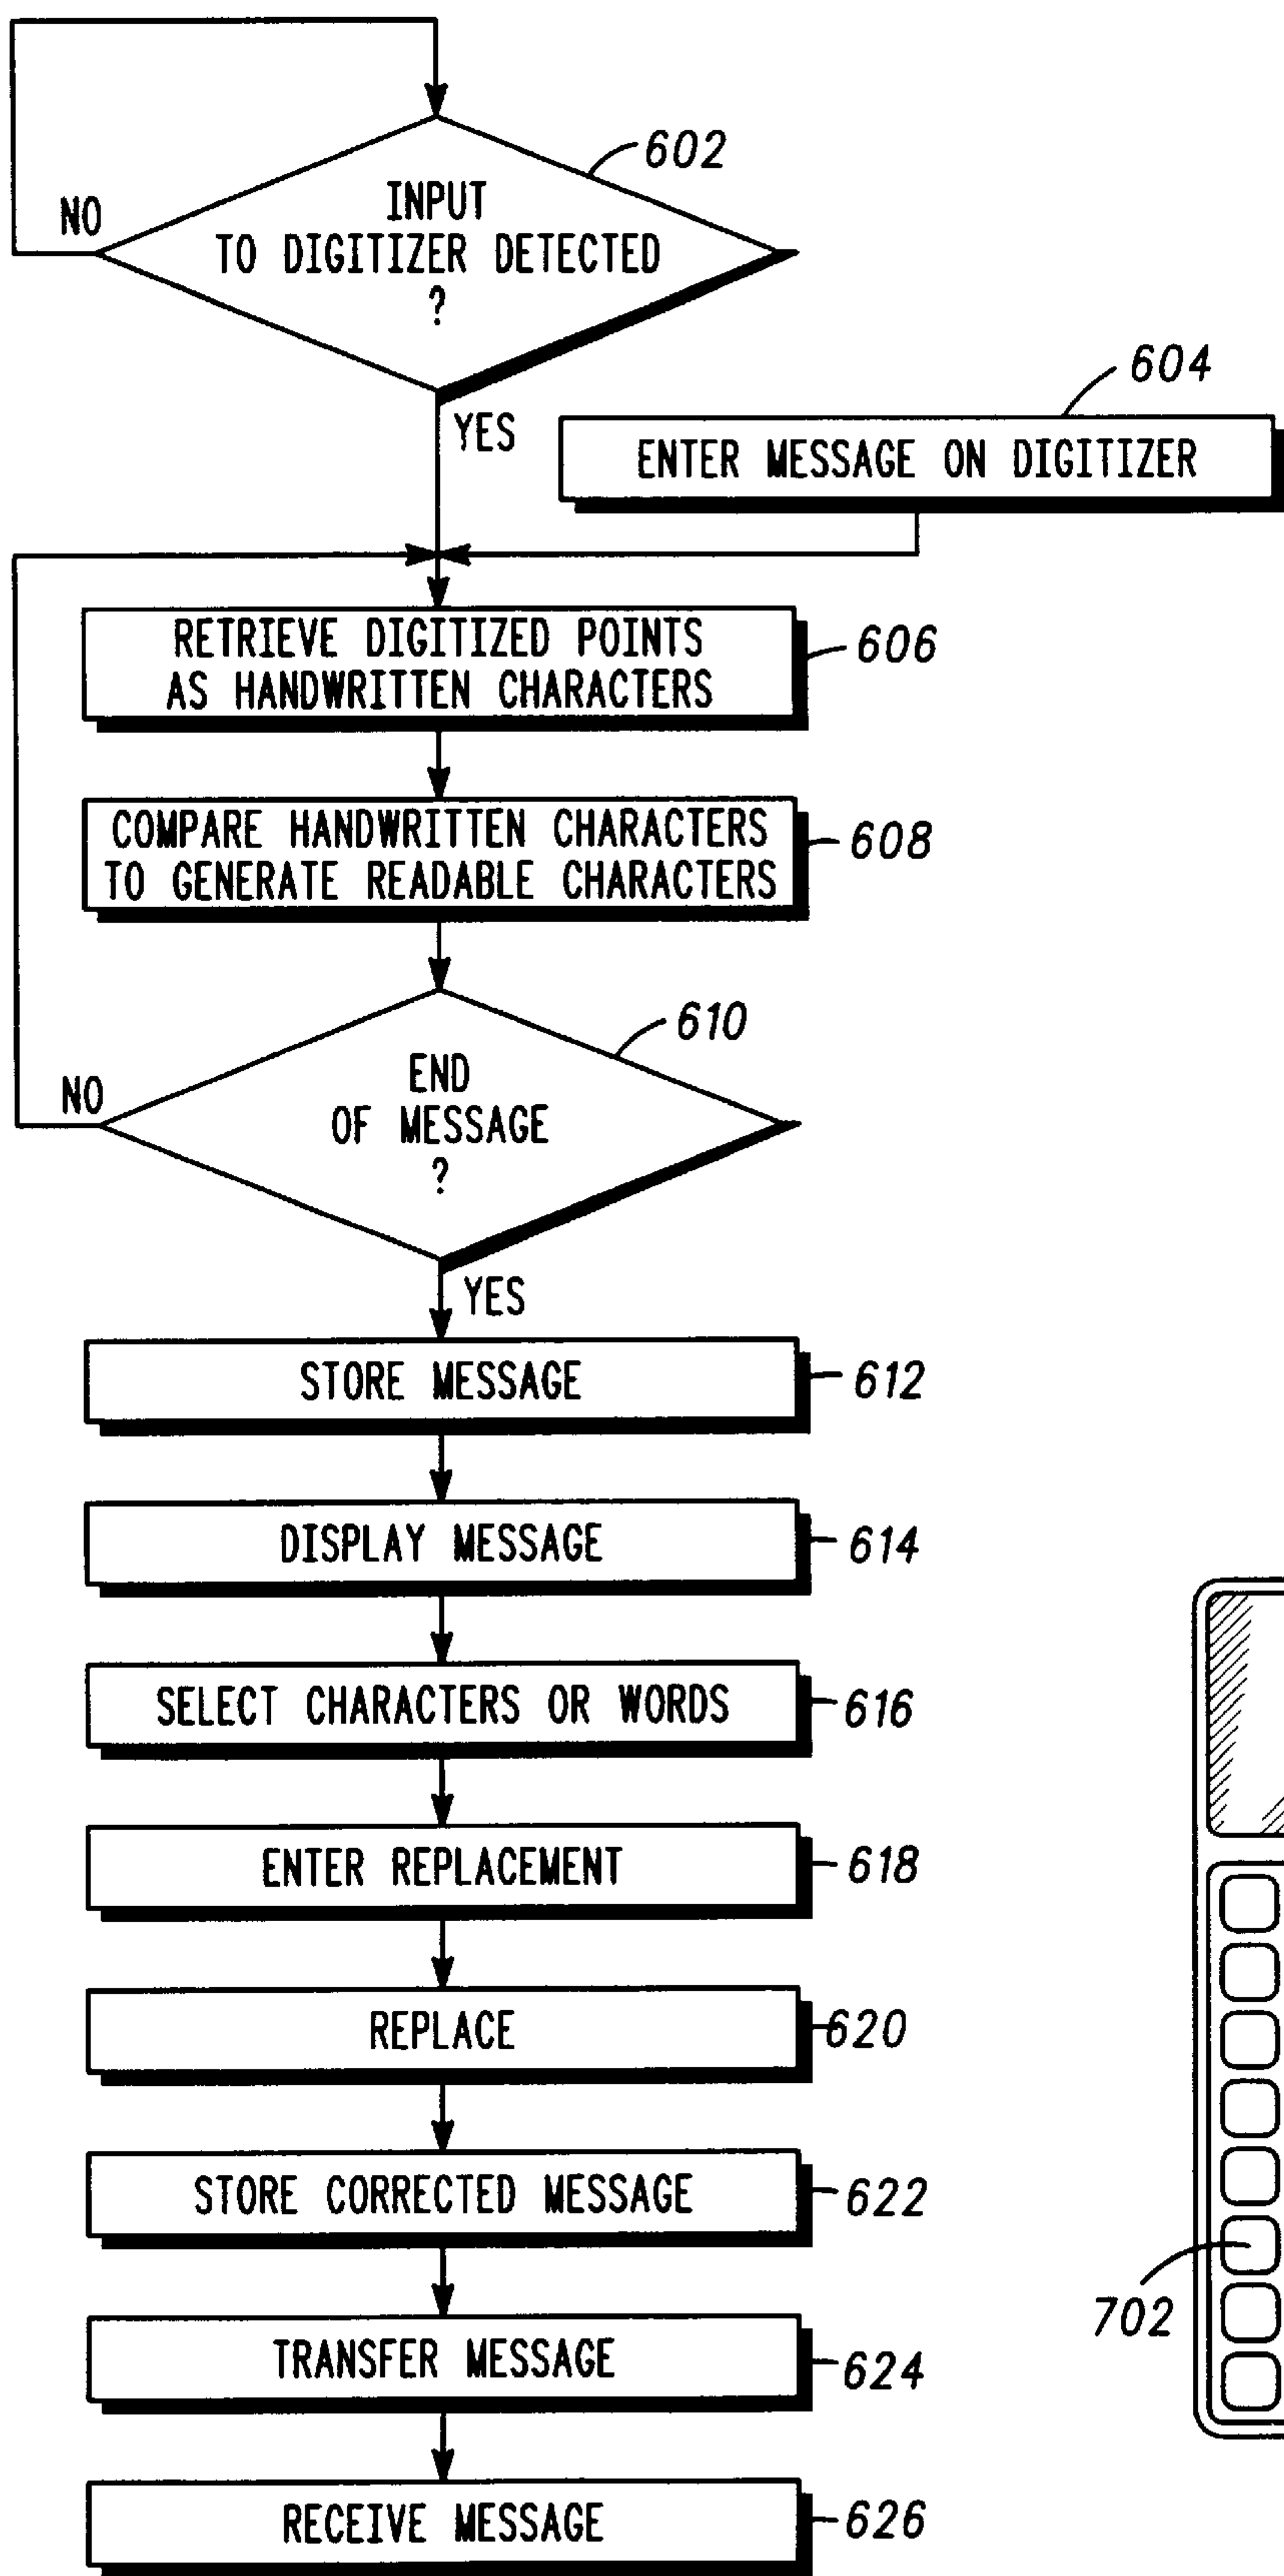 602
INPUT
NO
TO DIGITIZER DETECTED
?
604
YES
ENTER MESSAGE ON DIGITIZER
RETRIEVE DIGITIZED POINTS
606
AS HANDWRITTEN CHARACTERS
COMPARE HANDWRITTEN CHARACTERS
608
TO GENERATE READABLE CHARACTERS
610
END
NO
OF MESSAGE
?
YES
STORE MESSAGE
612
DISPLAY MESSAGE
614
SELECT CHARACTERS OR WORDS
616
ENTER REPLACEMENT
618
REPLACE
620
STORE CORRECTED MESSAGE
622
702
TRANSFER MESSAGE
624
RECEIVE MESSAGE
626